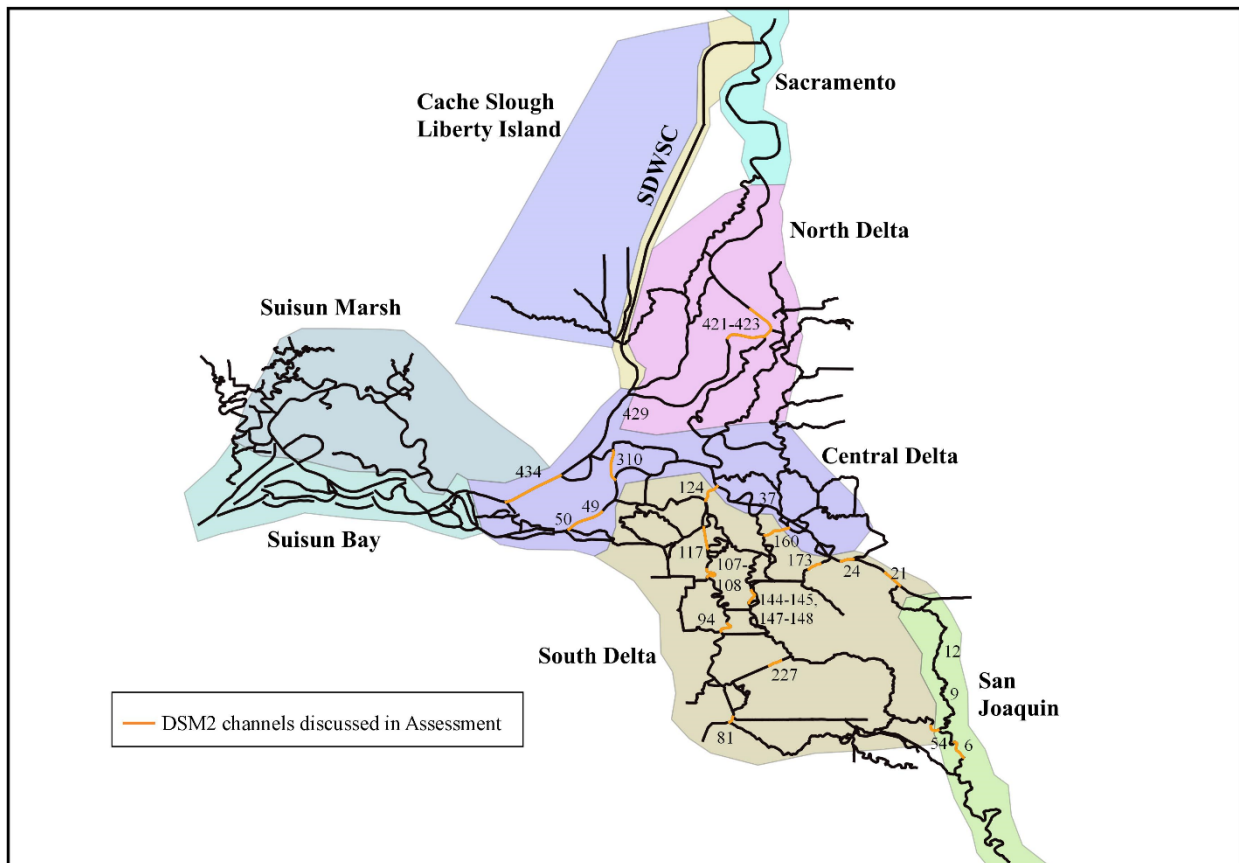 Sacramento
Cache Slough
Liberty Island
SDWSC
North Delta
421-423
Suisun Marsh
429
Central Delta
434
310
124
37
49
50
Suisun Bay
160
117
173
24
21
107-
108
144-145,
147-148
94
12
South Delta
227
9
San
Joaquin
DSM2 channels discussed in Assessment
81
54
6